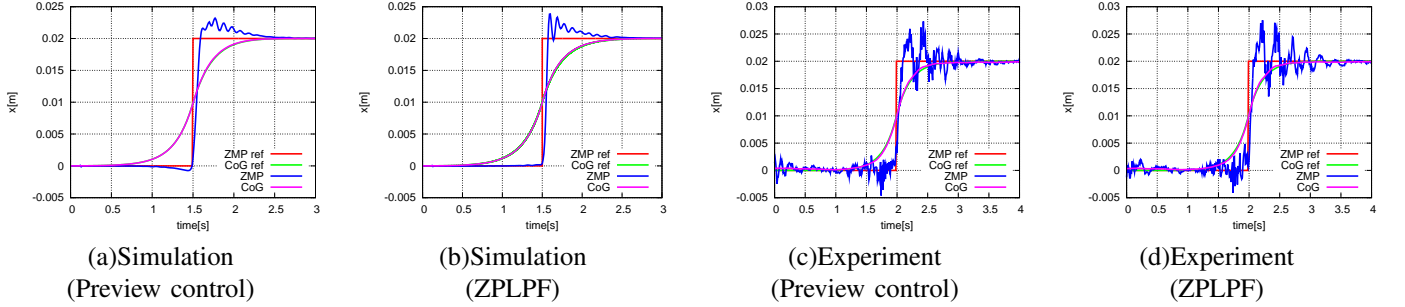 0.025
0.02
0.015
0.01
0.005
0
-0.005
x[m]
ZMP ref
CoG ref
ZMP
CoG
0 0.5 1 1.5 2 2.5 3
time[s]
(a)Simulation
(Preview control)
0.025
0.02
0.015
0.01
0.005
0
-0.005
x[m]
ZMP ref
CoG ref
ZMP
CoG
0 0.5 1 1.5 2 2.5 3
time[s]
(b)Simulation
(ZPLPF)
0.03
0.025
0.02
0.015
0.01
0.005
0
-0.005
x[m]
ZMP ref
CoG ref
ZMP
CoG
0 0.5 1 1.5 2 2.5 3 3.5 4
time[s]
(c)Experiment
(Preview control)
0.03
0.025
0.02
0.015
0.01
0.005
0
-0.005
x[m]
ZMP ref
CoG ref
ZMP
CoG
0 0.5 1 1.5 2 2.5 3 3.5 4
time[s]
(d)Experiment
(ZPLPF)